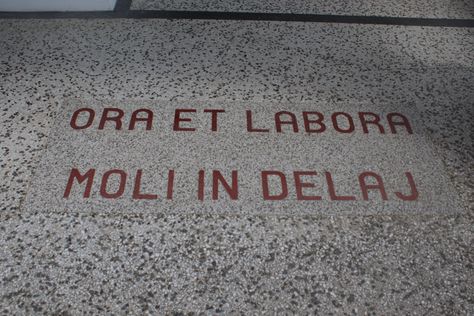 ORA ET LABORA
MOLI IN DELAJ